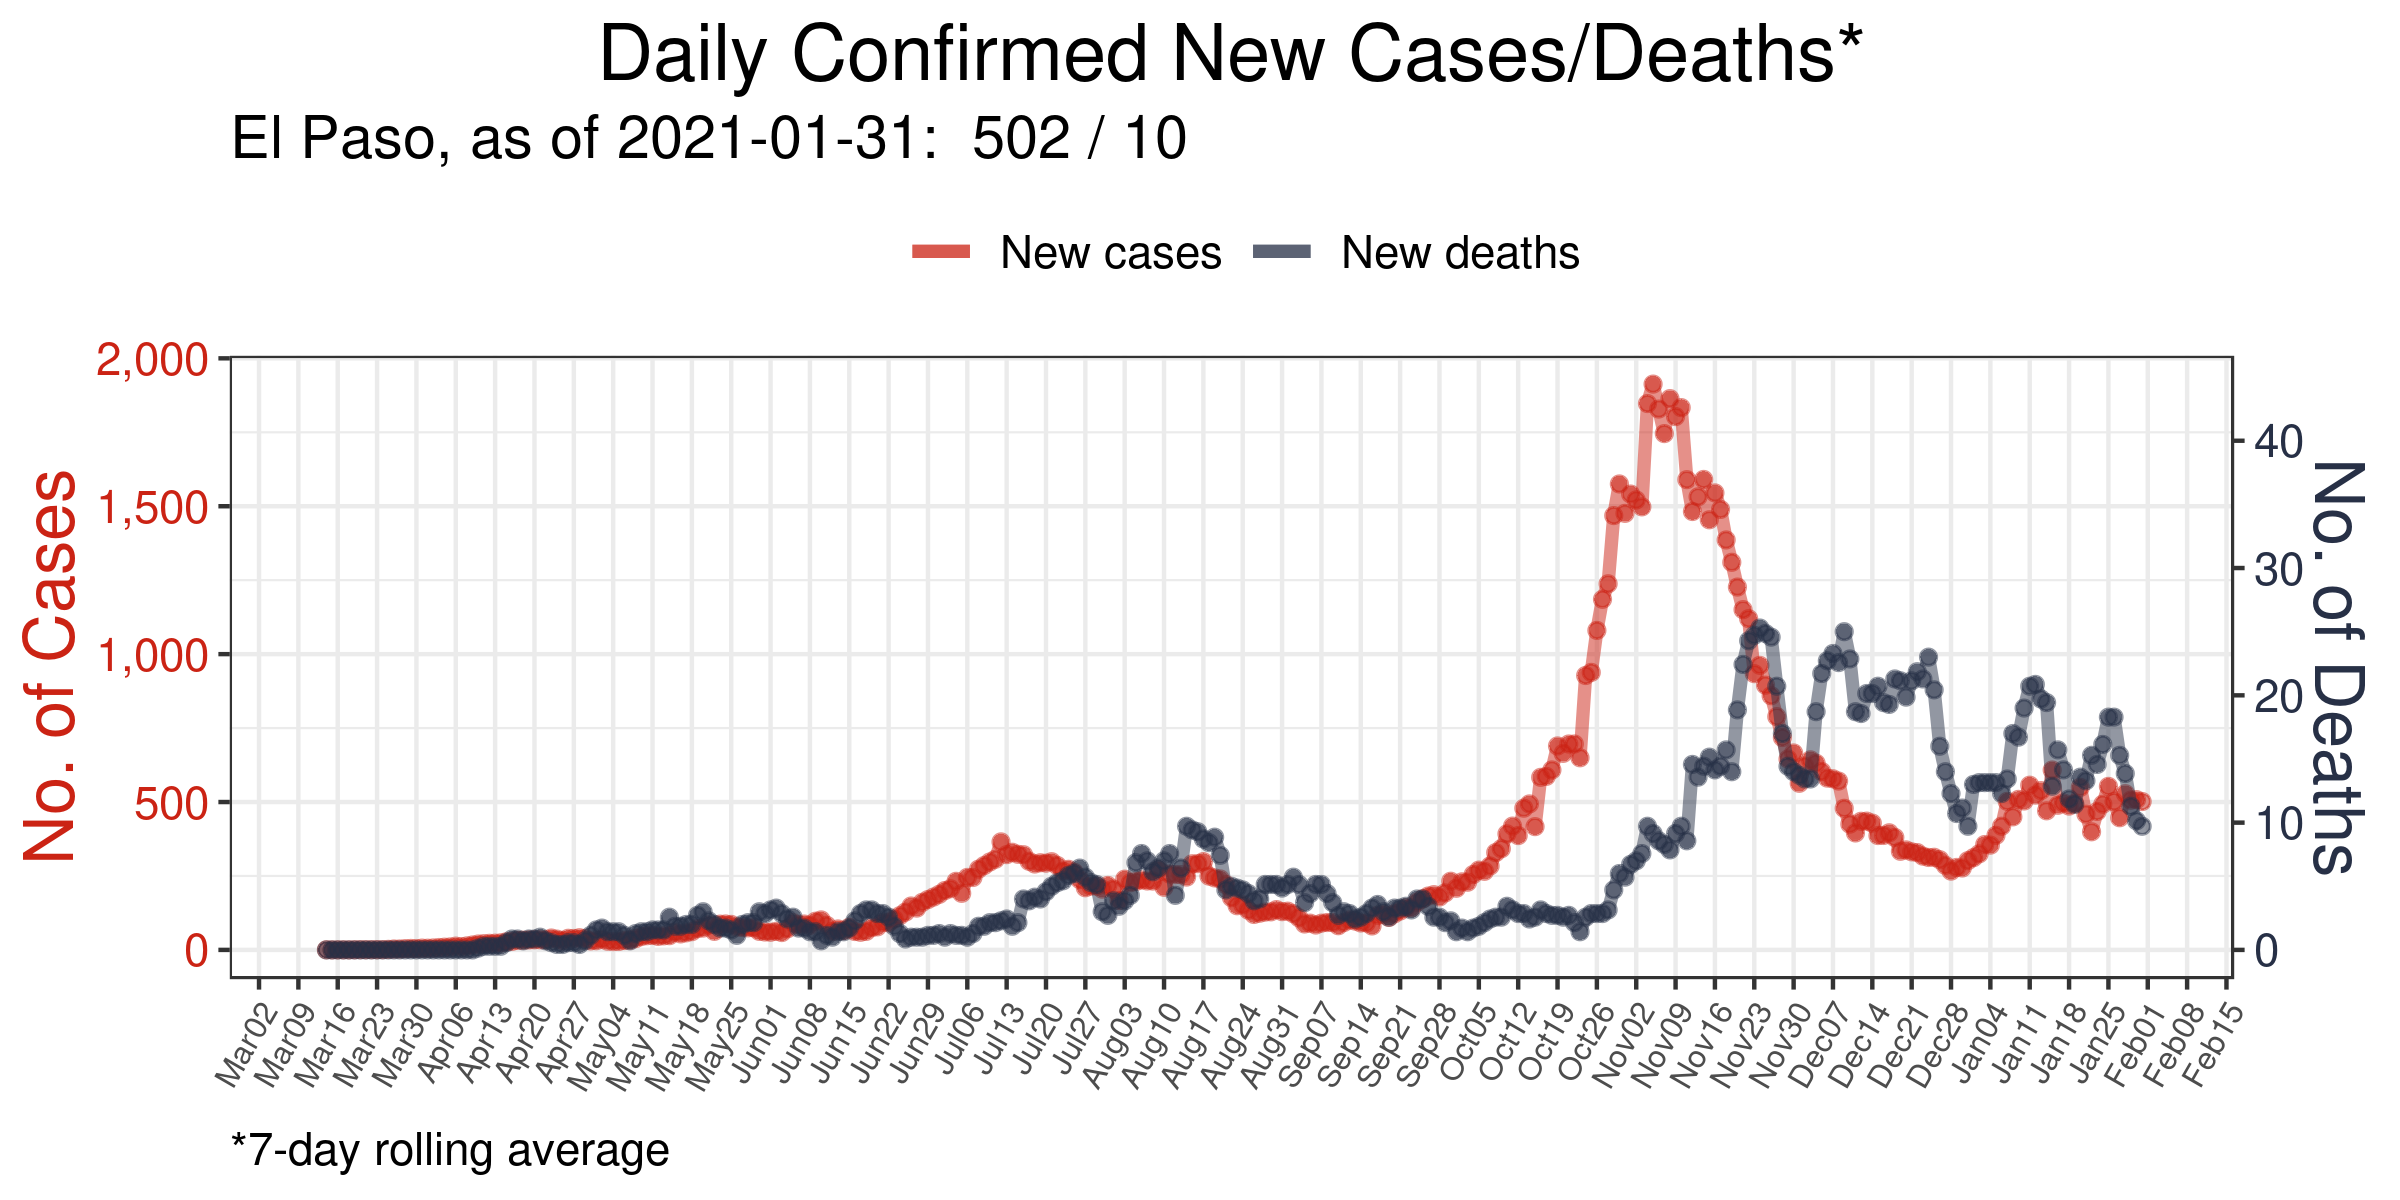 Daily Confirmed New Cases/Deaths*
El Paso, as of 2021-01-31: 502 / 10
New cases
New deaths
No. of Cases
2,000
1,500
1,000
500
0
40
30
20
10
0
No. of Deaths
Mar02
Mar09
Mar16
Mar23
Mar30
Apr06
Apr13
Apr20
Apr27
May04
May11
May18
May25
Jun01
Jun08
Jun15
Jun22
Jun29
Jul06
Jul13
Jul20
Jul27
Aug03
Aug10
Aug17
Aug24
Aug31
Sep07
Sep14
Sep21
Sep28
Oct05
Oct12
Oct19
Oct26
Nov02
Nov09
Nov16
Nov23
Nov30
Dec07
Dec14
Dec21
Dec28
Jan04
Jan11
Jan18
Jan25
Feb01
Feb08
Feb15
*7-day rolling average